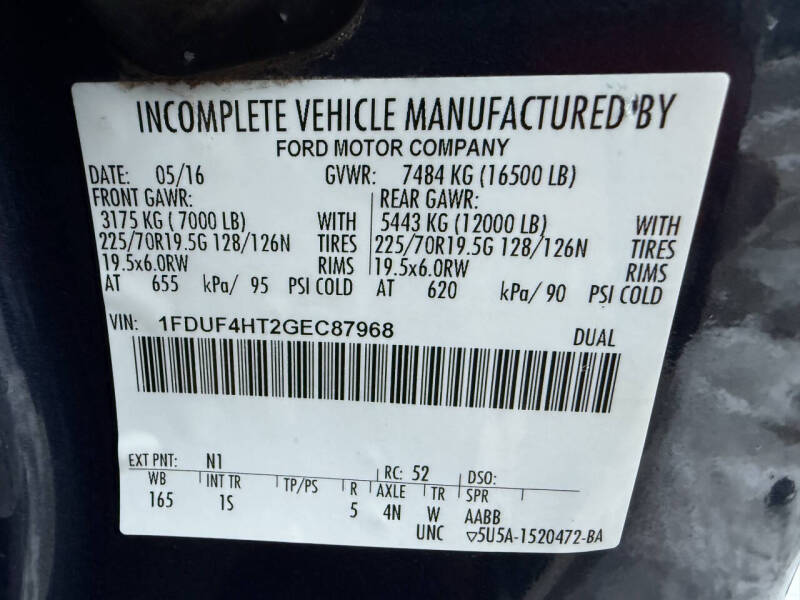 INCOMPLETE VEHICLE MANUFACTURED BY
FORD MOTOR COMPANY
DATE: 05/16 GVWR: 7484 KG (16500 LB)
FRONT GAWR: REAR GAWR:
3175 KG ( 7000 LB) WITH 5443 KG (12000 LB) WITH
225/70R19.5G 128/126N TIRES 225/70R19.5G 128/126N TIRES
19.5x6.0RW RIMS 19.5x6.0RW RIMS
AT 655 kPa/ 95 PSI COLD AT 620 kPa/ 90 PSI COLD
VIN: 1FDUF4HT2GEC87968 DUAL
EXT PNT: N1 RC: 52 DSO:
WB INT TR TP/PS R AXLE TR SPR
165 1S 5 4N W AABB
UNC ▽5U5A-1520472-BA